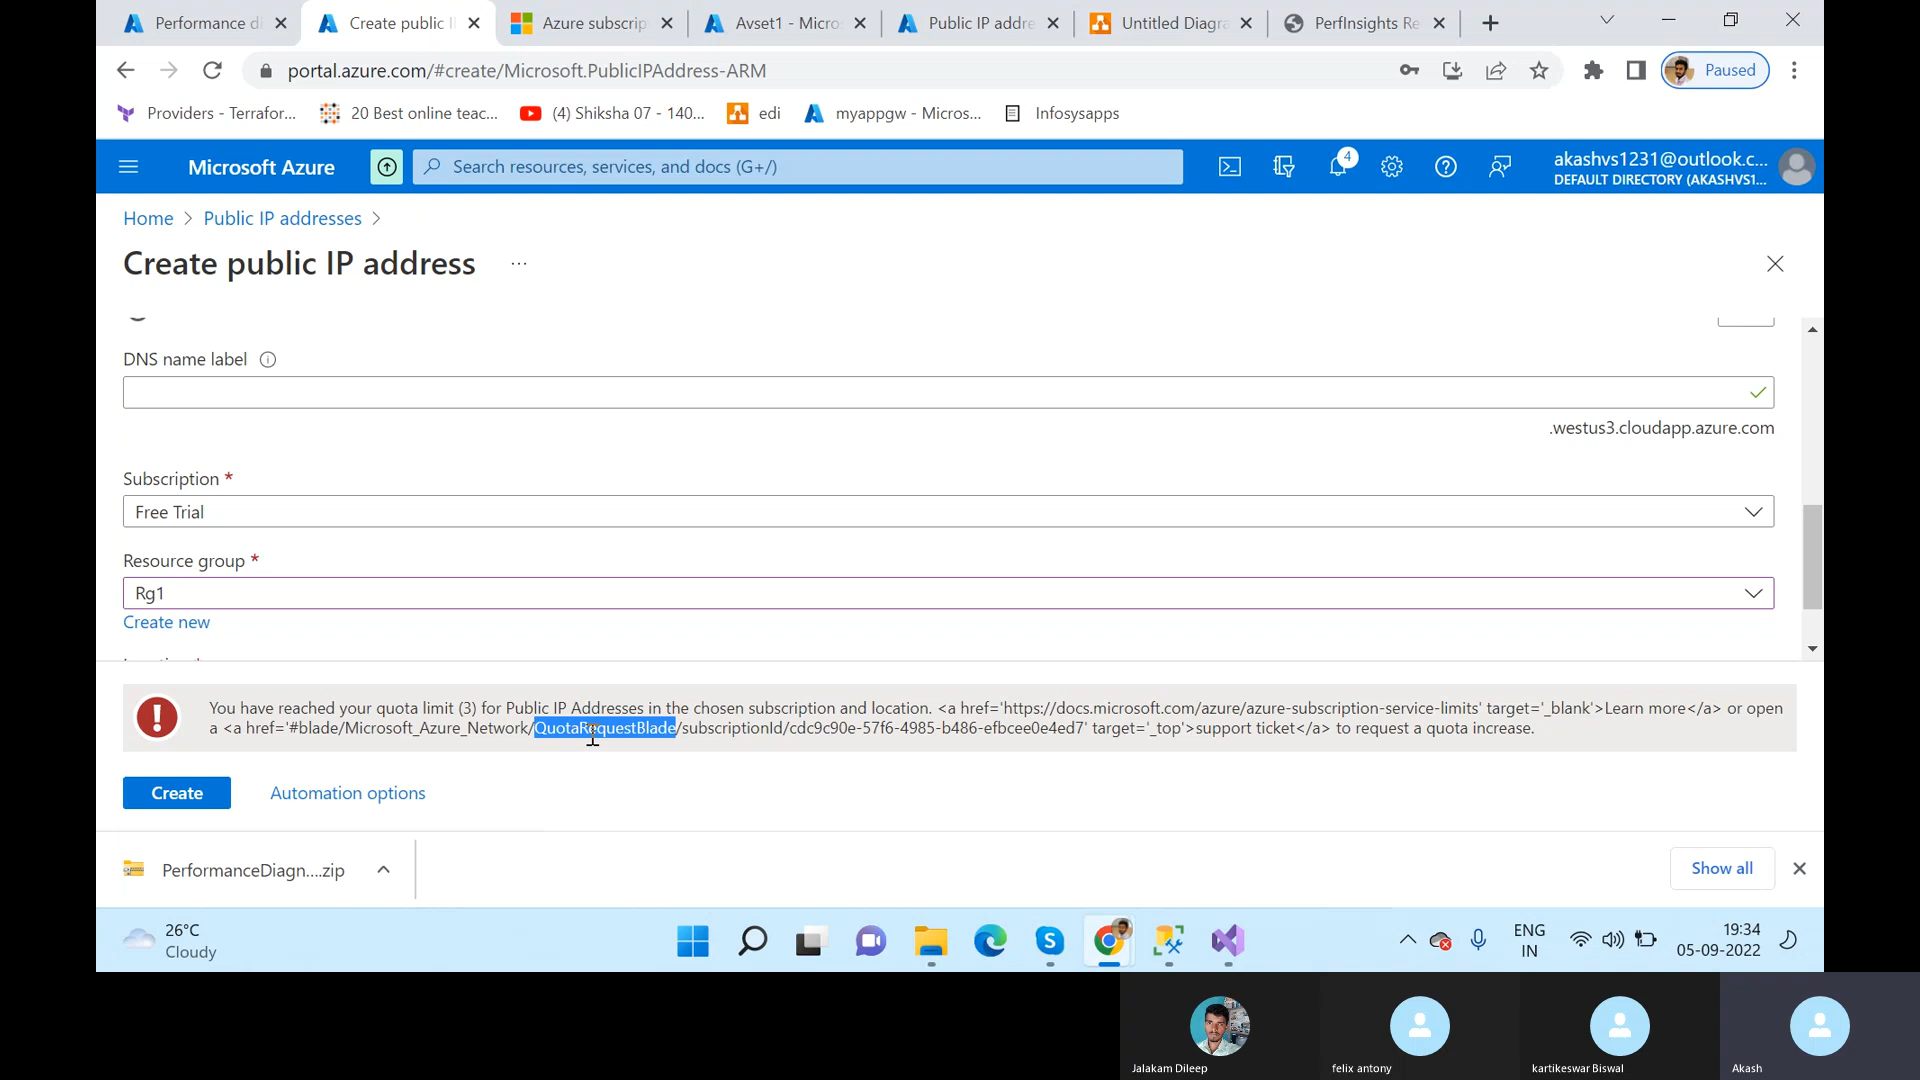 Performance di
Create public I
Azure subscrip
Avset1 - Micros
Public IP addre
Untitled Diagra
PerfInsights Re
portal.azure.com/#create/Microsoft.PublicIPAddress-ARM
Paused
Providers - Terrafor...
20 Best online teac...
(4) Shiksha 07 - 140...
edi
myappgw - Micros...
Infosysapps
Microsoft Azure
Search resources, services, and docs (G+/)
4
akashvs1231@outlook.c...
DEFAULT DIRECTORY (AKASHVS1...
Home > Public IP addresses >
Create public IP address ...
DNS name label
.westus3.cloudapp.azure.com
Subscription *
Free Trial
Resource group *
Rg1
Create new
You have reached your quota limit (3) for Public IP Addresses in the chosen subscription and location. <a href='https://docs.microsoft.com/azure/azure-subscription-service-limits' target='_blank'>Learn more</a> or open
a <a href='#blade/Microsoft_Azure_Network/QuotaRequestBlade/subscriptionId/cdc9c90e-57f6-4985-b486-efbcee0e4ed7' target='_top'>support ticket</a> to request a quota increase.
Create
Automation options
PerformanceDiagn....zip
Show all
26°C
Cloudy
ENG
IN
19:34
05-09-2022
Jalakam Dileep
felix antony
kartikeswar Biswal
Akash